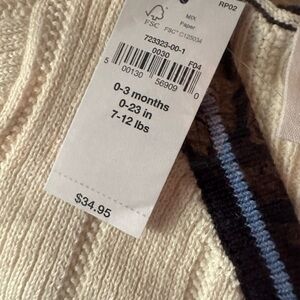 RP02
FSC
MIX
Paper
FSC® C125034
723323-00-1
0030 F04
5 00130 56909 0
0-3 months
0-23 in
7-12 lbs
$34.95